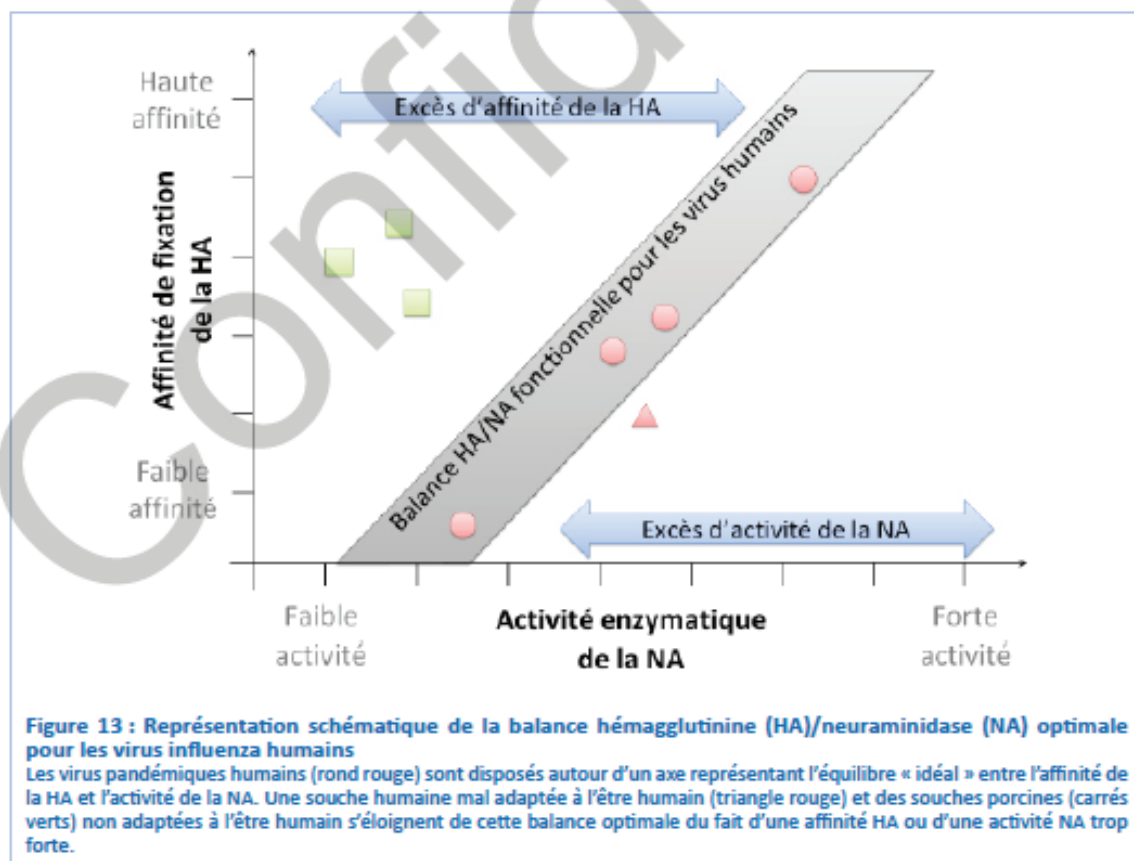 Confid
Haute
affinité
Excès d'affinité de la HA
Affinité de fixation
de la HA
Balance HA/NA fonctionnelle pour les virus humains
Faible
affinité
Excès d'activité de la NA
Faible
activité
Activité enzymatique
de la NA
Forte
activité
Figure 13 : Représentation schématique de la balance hémagglutinine (HA)/neuraminidase (NA) optimale
pour les virus influenza humains
Les virus pandémiques humains (rond rouge) sont disposés autour d'un axe représentant l'équilibre « idéal » entre l'affinité de
la HA et l'activité de la NA. Une souche humaine mal adaptée à l'être humain (triangle rouge) et des souches porcines (carrés
verts) non adaptées à l'être humain s'éloignent de cette balance optimale du fait d'une affinité HA ou d'une activité NA trop
forte.